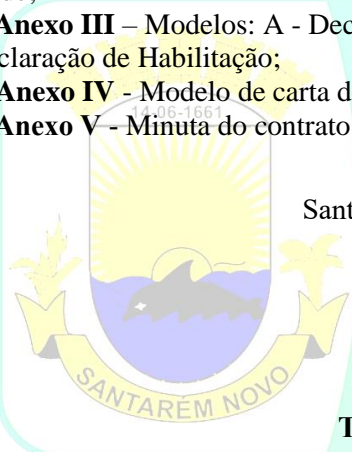 Anexo III – Modelos: A - Dec
claração de Habilitação;
Anexo IV - Modelo de carta d
14-06-1661
Anexo V - Minuta do contrato
Sant
SANTARÉM NOVO
T